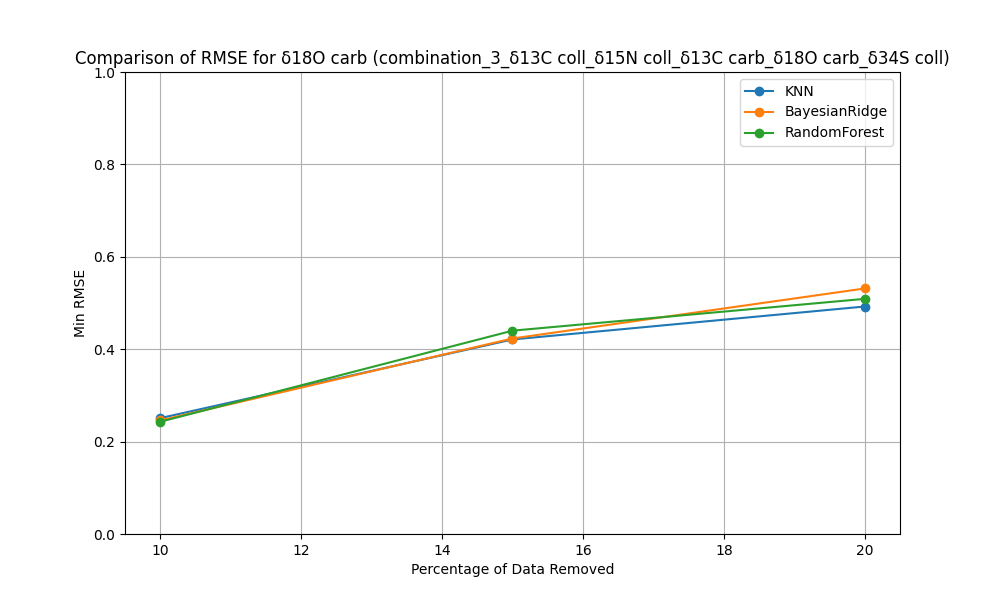 Comparison of RMSE for δ18O carb (combination_3_δ13C coll_δ15N coll_δ13C carb_δ18O carb_δ34S coll)
1.0
KNN
BayesianRidge
RandomForest
0.8
0.6
Min RMSE
0.4
0.2
0.0
10 12 14 16 18 20
Percentage of Data Removed